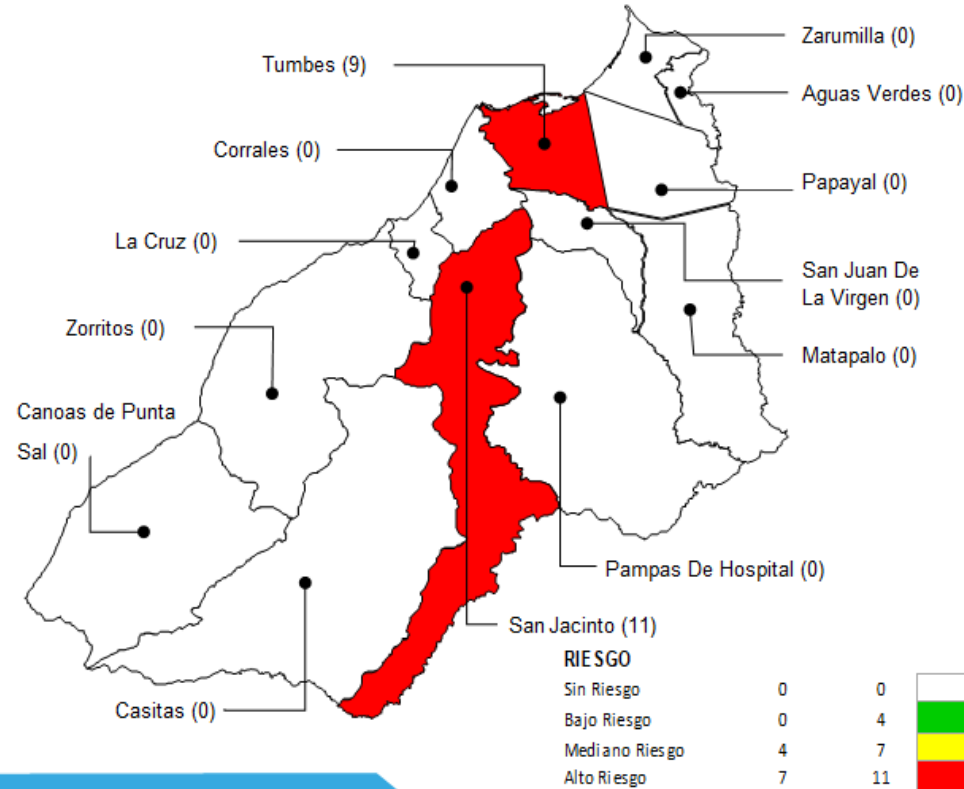 Zarumilla (0)
Tumbes (9)
Aguas Verdes (0)
Corrales (0)
Papayal (0)
La Cruz (0)
San Juan De
La Virgen (0)
Zorritos (0)
Matapalo (0)
Canoas de Punta
Sal (0)
Pampas De Hospital (0)
San Jacinto (11)
Casitas (0)
RIESGO
Sin Riesgo 0 0
Bajo Riesgo 0 4
Mediano Riesgo 4 7
Alto Riesgo 7 11